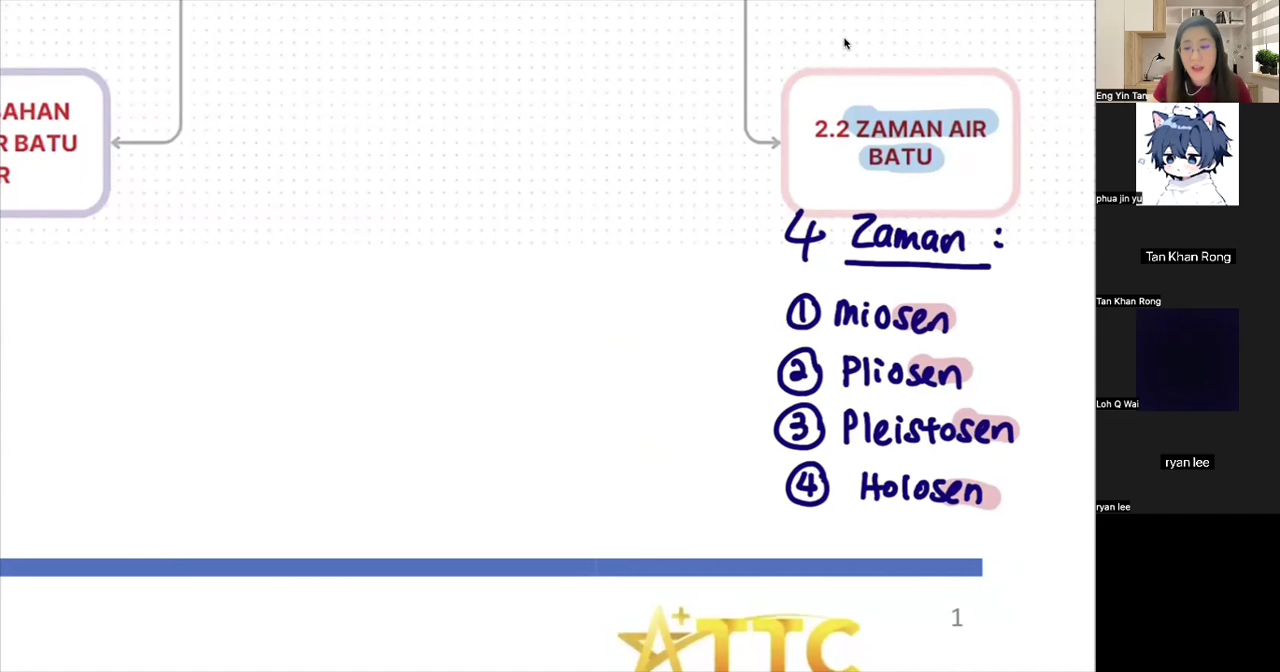 AHAN
R BATU
R
2.2 ZAMAN AIR
BATU
4 Zaman :
① Miosen
② Pliosen
③ Pleistosen
④ Holosen
1
A+TTC
Eng Yin Tan
phua jin yu
Tan Khan Rong
Tan Khan Rong
Loh Q Wai
ryan lee
ryan lee